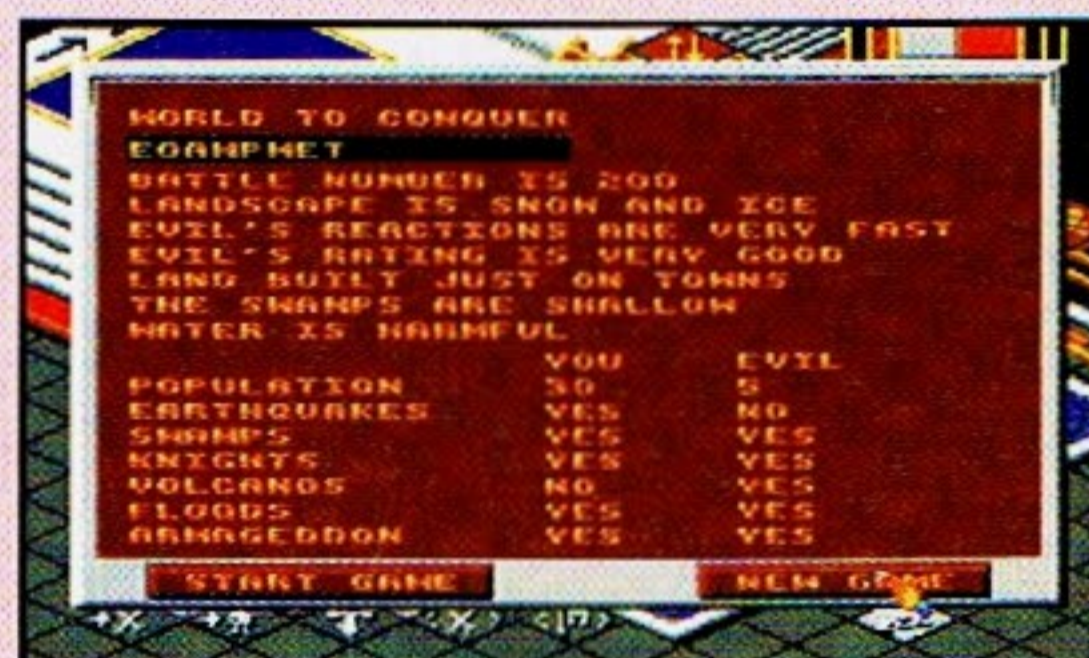 WORLD TO CONQUER
EOAMPMET
BATTLE NUMBER IS 200
LANDSCAPE IS SNOW AND ICE
EVIL'S REACTIONS ARE VERY FAST
EVIL'S RATING IS VERY GOOD
LAND BUILT JUST ON TOWNS
THE SWAMPS ARE SHALLOW
WATER IS HARMFUL
YOU EVIL
POPULATION 30 5
EARTHQUAKES YES NO
SWAMPS YES YES
KNIGHTS YES YES
VOLCANOS NO YES
FLOODS YES YES
ARMAGEDDON YES YES
START GAME NEW GAME